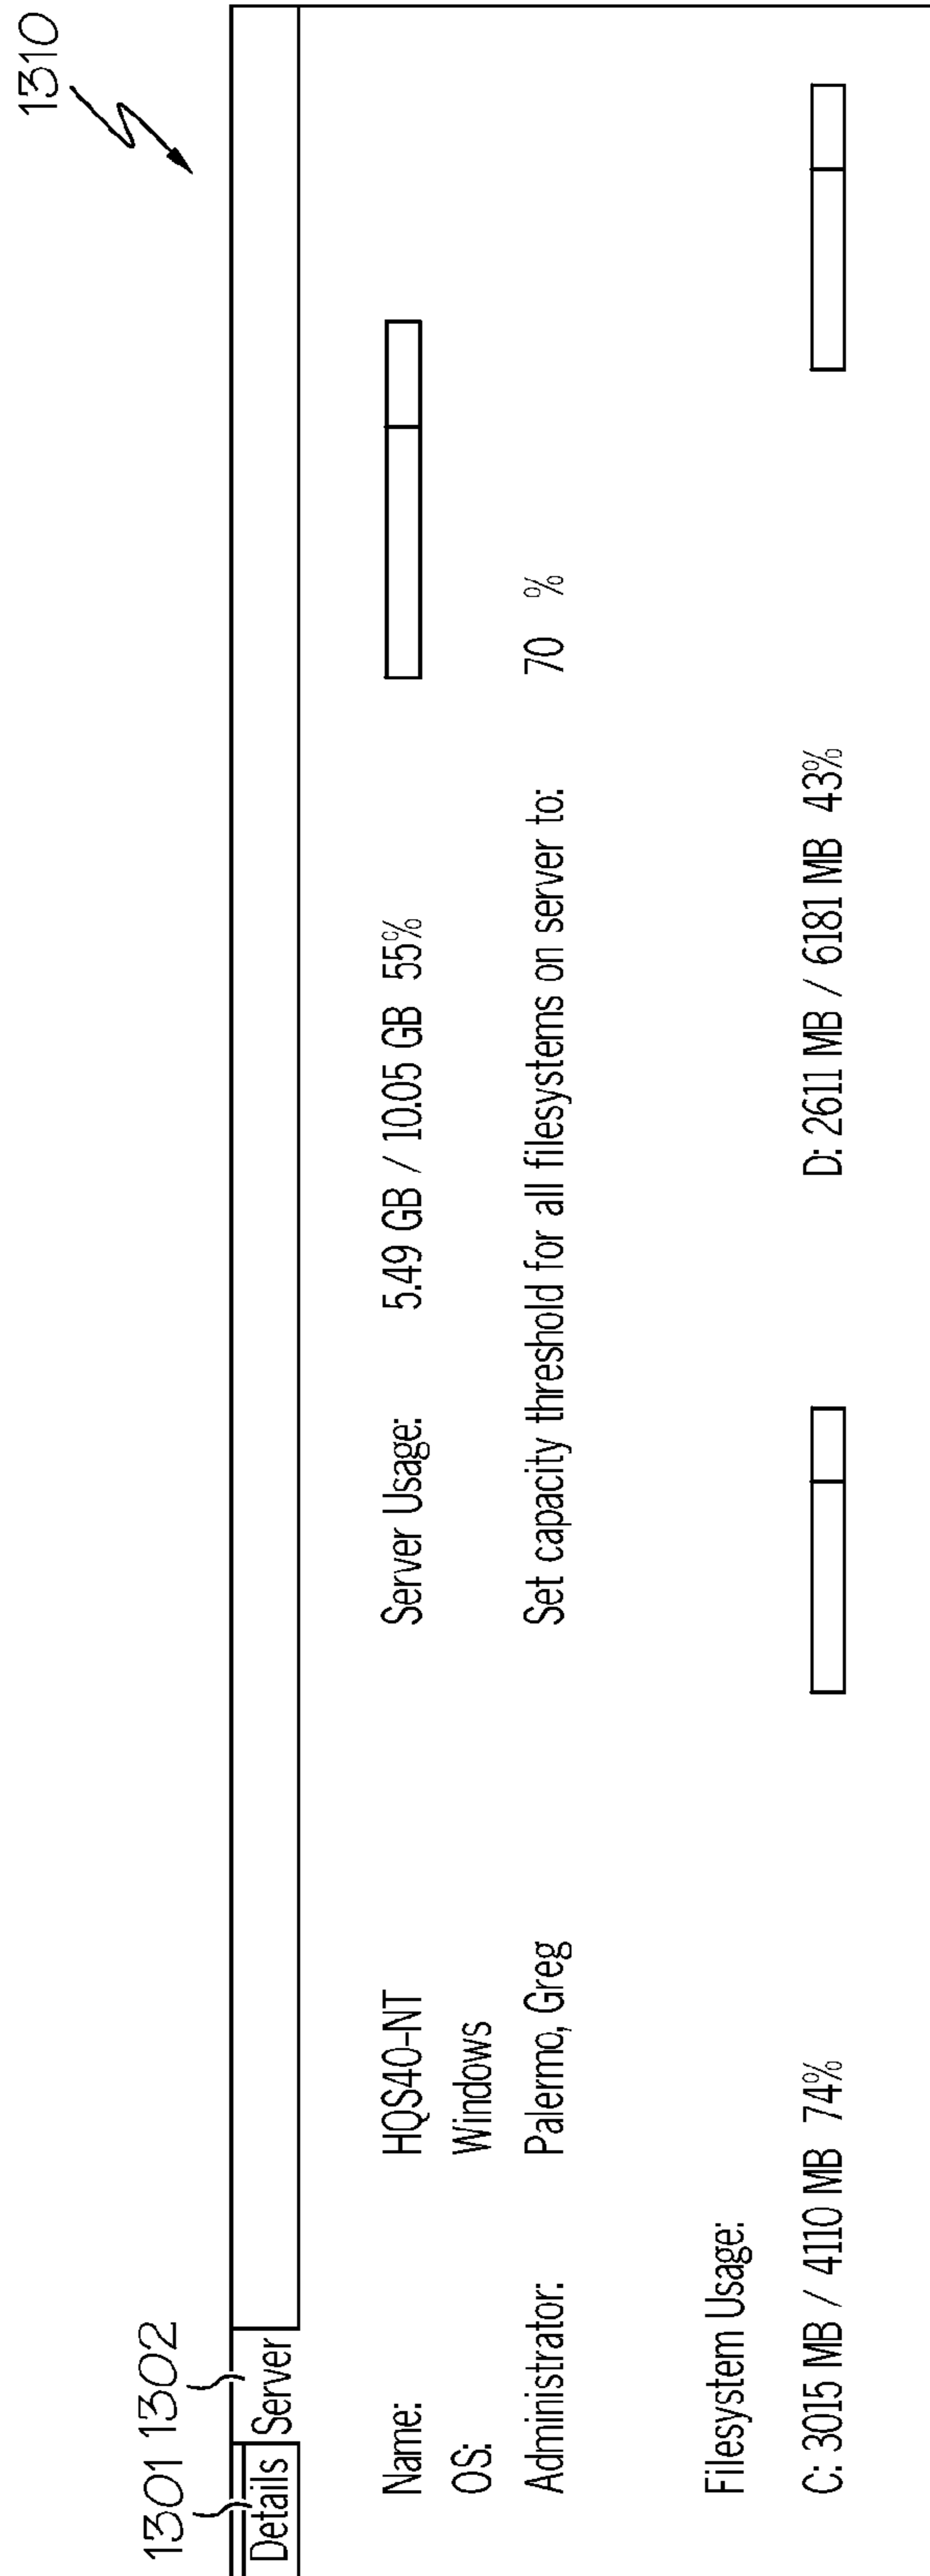 1310
1301 1302
Details Server
Name: HQS40-NT Server Usage: 5.49 GB / 10.05 GB 55%
OS: Windows
Administrator: Palermo, Greg Set capacity threshold for all filesystems on server to: 70 %
Filesystem Usage:
C: 3015 MB / 4110 MB 74% D: 2611 MB / 6181 MB 43%